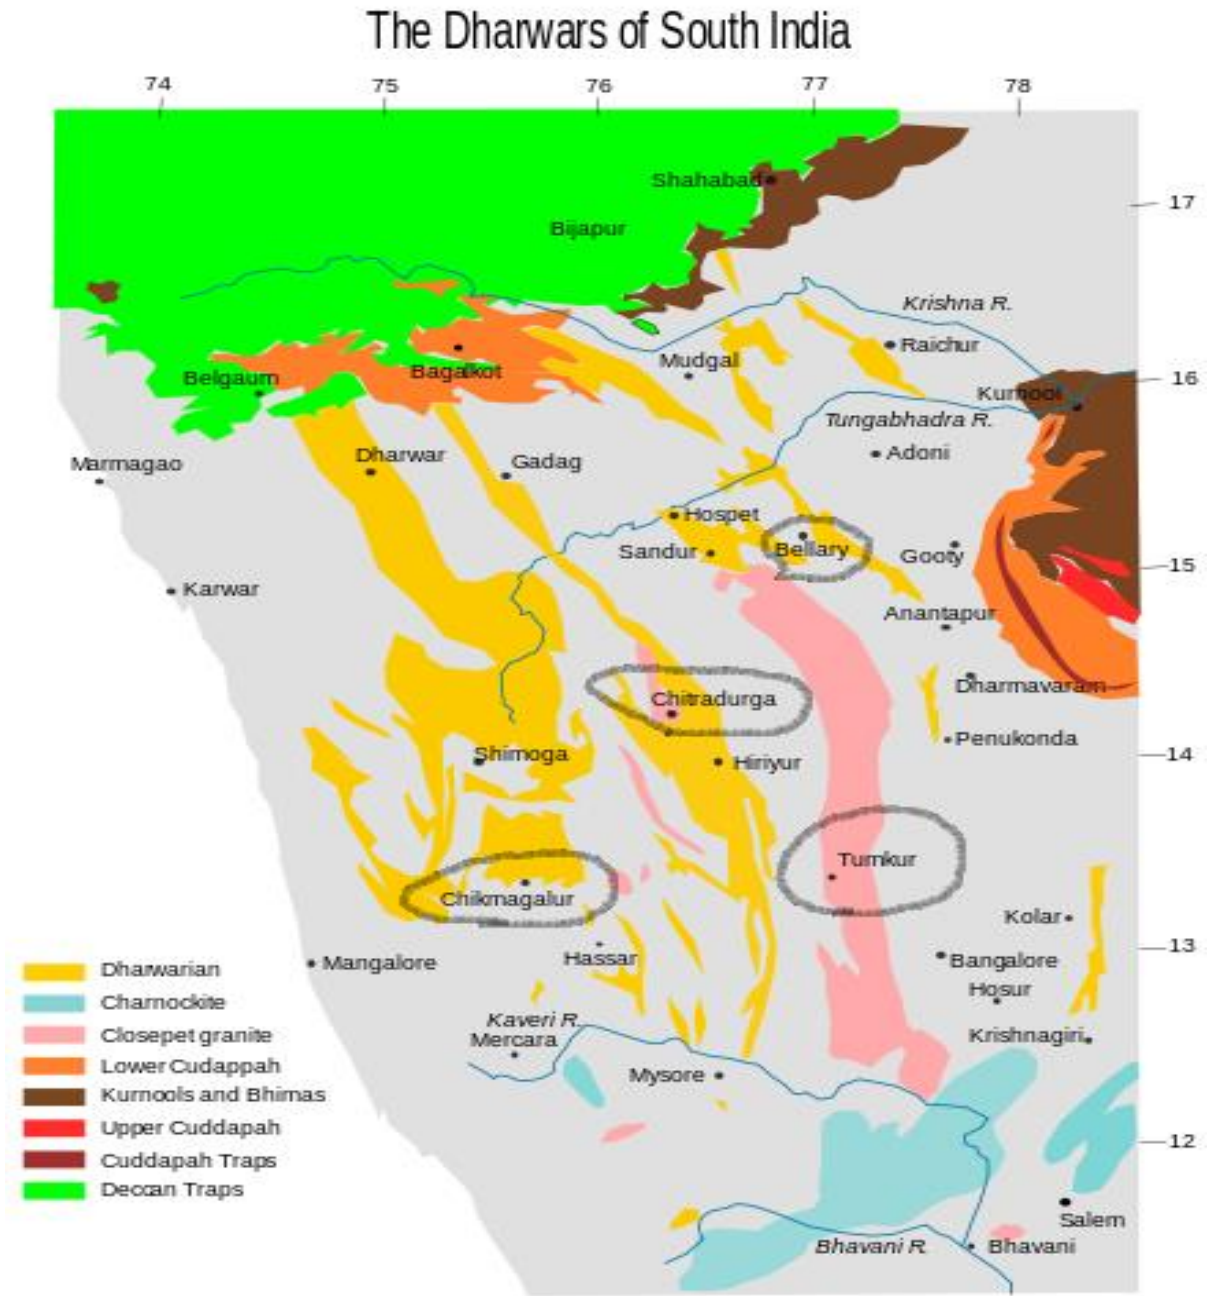 The Dharwars of South India
74 75 76 77 78
Shahabad
17
Bijapur
Krishna R.
Raichur
Mudgal
Belgaum
Bagalkot
16
Kurnool
Tungabhadra R.
Marmagao
Dharwar
Gadag
Adoni
Hospet
Sandur
Bellary
Gooty
15
Karwar
Anantapur
Dharmavaram
Chitradurga
Penukonda
Shimoga
Hiriyur
14
Tumkur
Chikmagalur
Kolar
Mangalore
Hassar
Bangalore
13
Hosur
Kaveri R.
Mercara
Krishnagiri
Mysore
12
Salem
Bhavani R.
Bhavani
Dharwarian
Charnockite
Closepet granite
Lower Cudappah
Kurnools and Bhimas
Upper Cuddapah
Cuddapah Traps
Deccan Traps